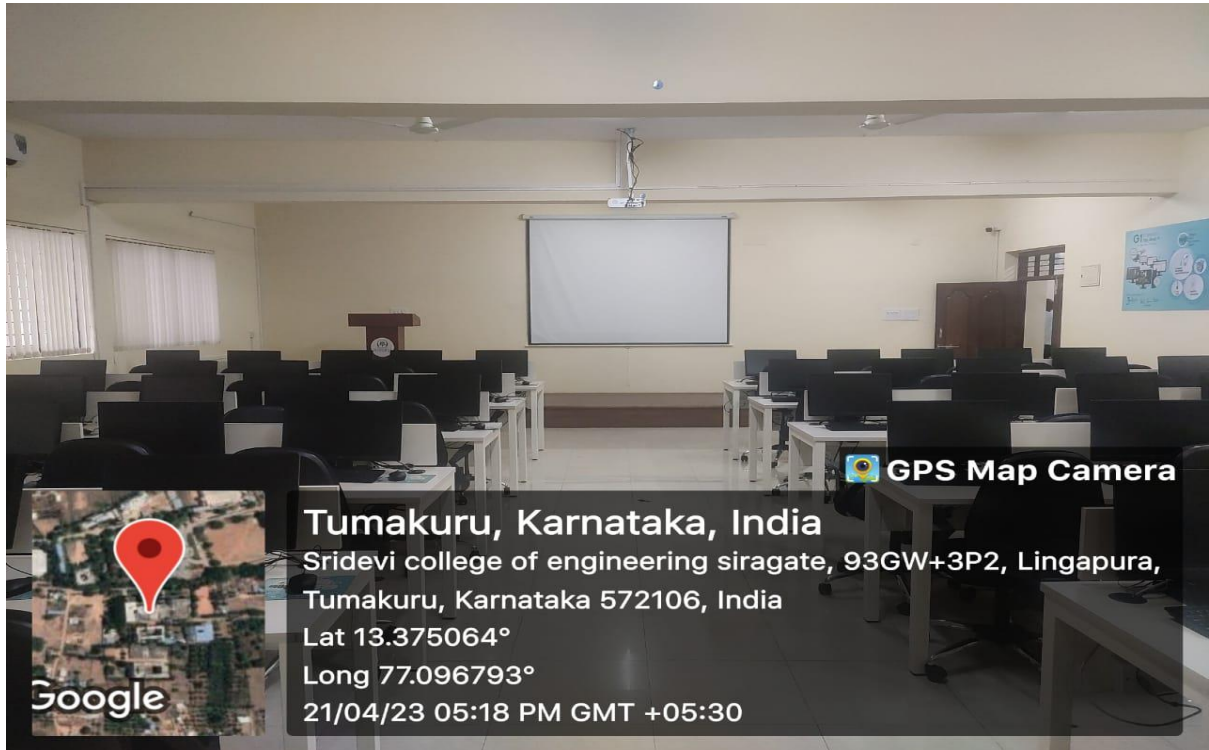 GPS Map Camera
Tumakuru, Karnataka, India
Sridevi college of engineering siragate, 93GW+3P2, Lingapura,
Tumakuru, Karnataka 572106, India
Lat 13.375064°
Long 77.096793°
21/04/23 05:18 PM GMT +05:30
Google